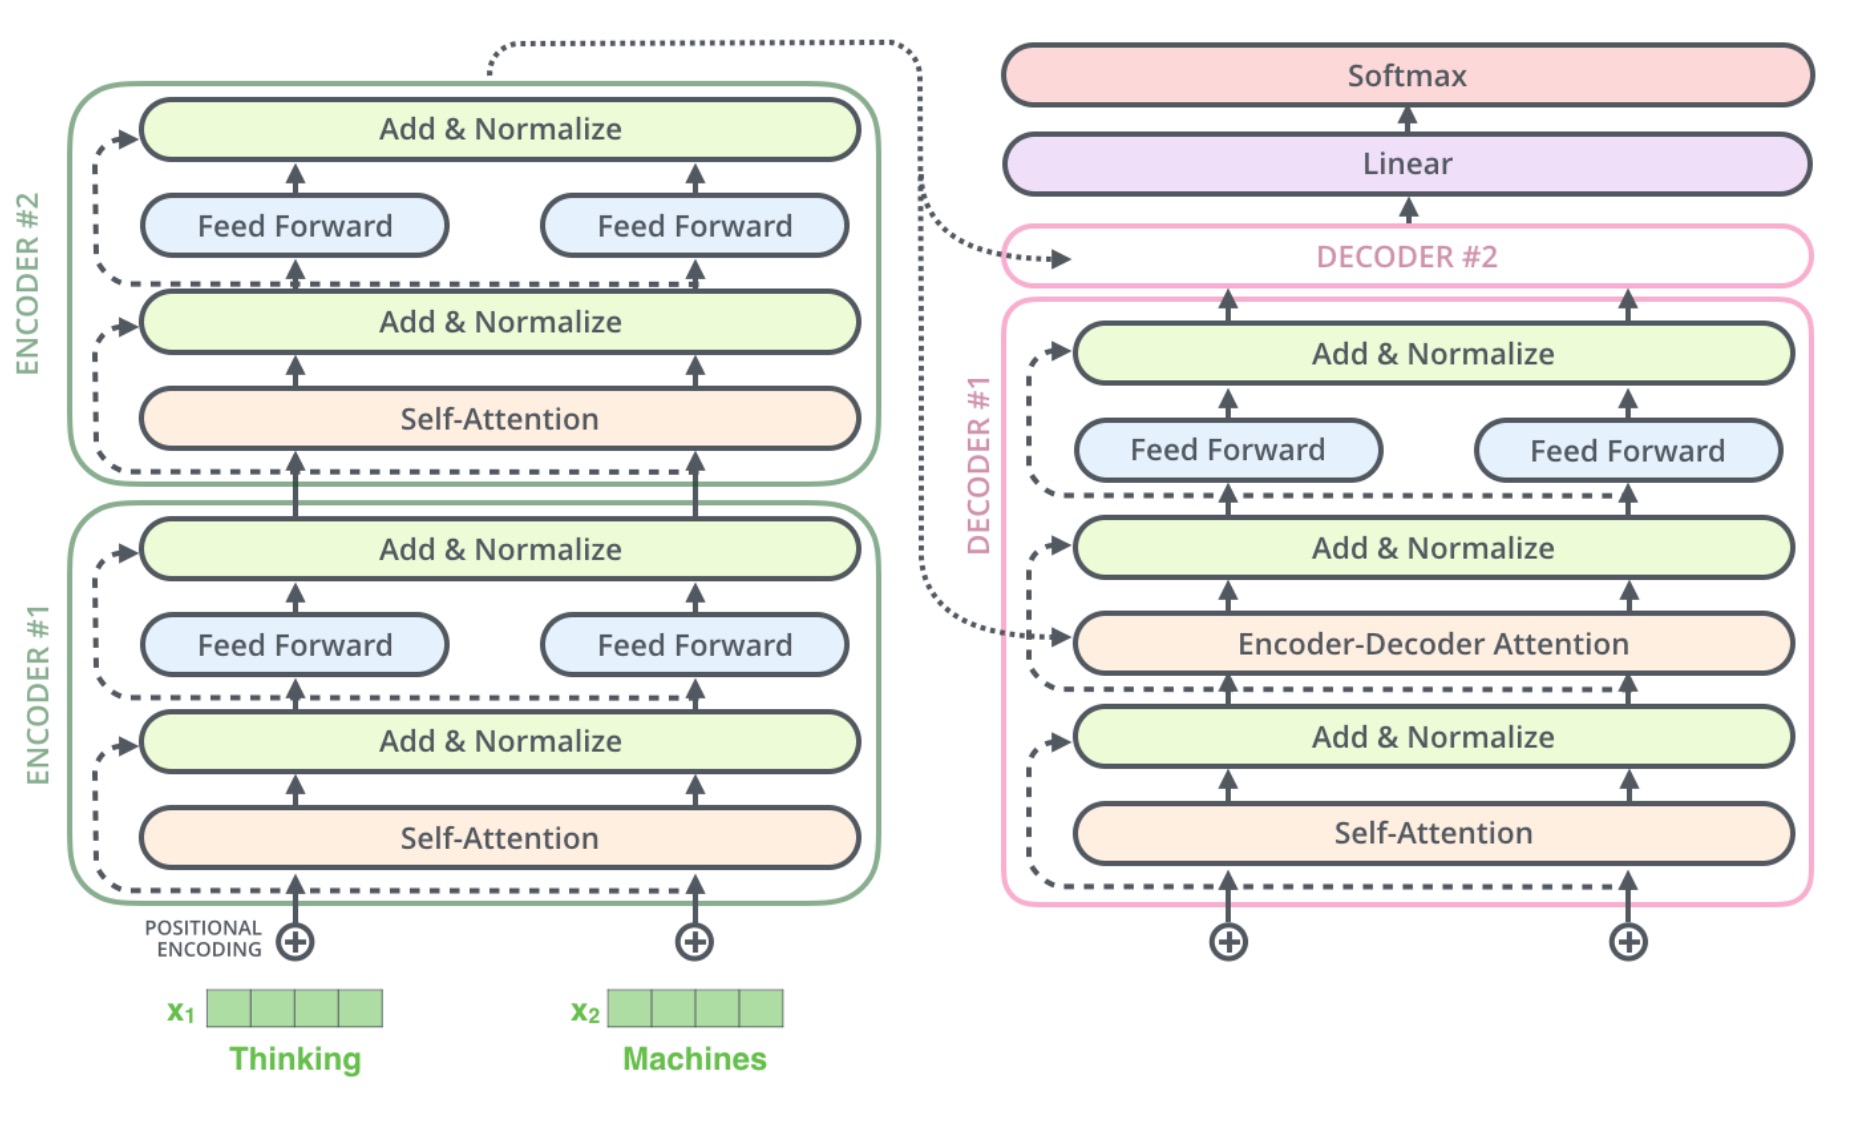 ENCODER #2
Add & Normalize
Feed Forward
Feed Forward
Add & Normalize
Self-Attention
ENCODER #1
Add & Normalize
Feed Forward
Feed Forward
Add & Normalize
Self-Attention
POSITIONAL
ENCODING
x₁
x₂
Thinking
Machines
Softmax
Linear
DECODER #2
DECODER #1
Add & Normalize
Feed Forward
Feed Forward
Add & Normalize
Encoder-Decoder Attention
Add & Normalize
Self-Attention